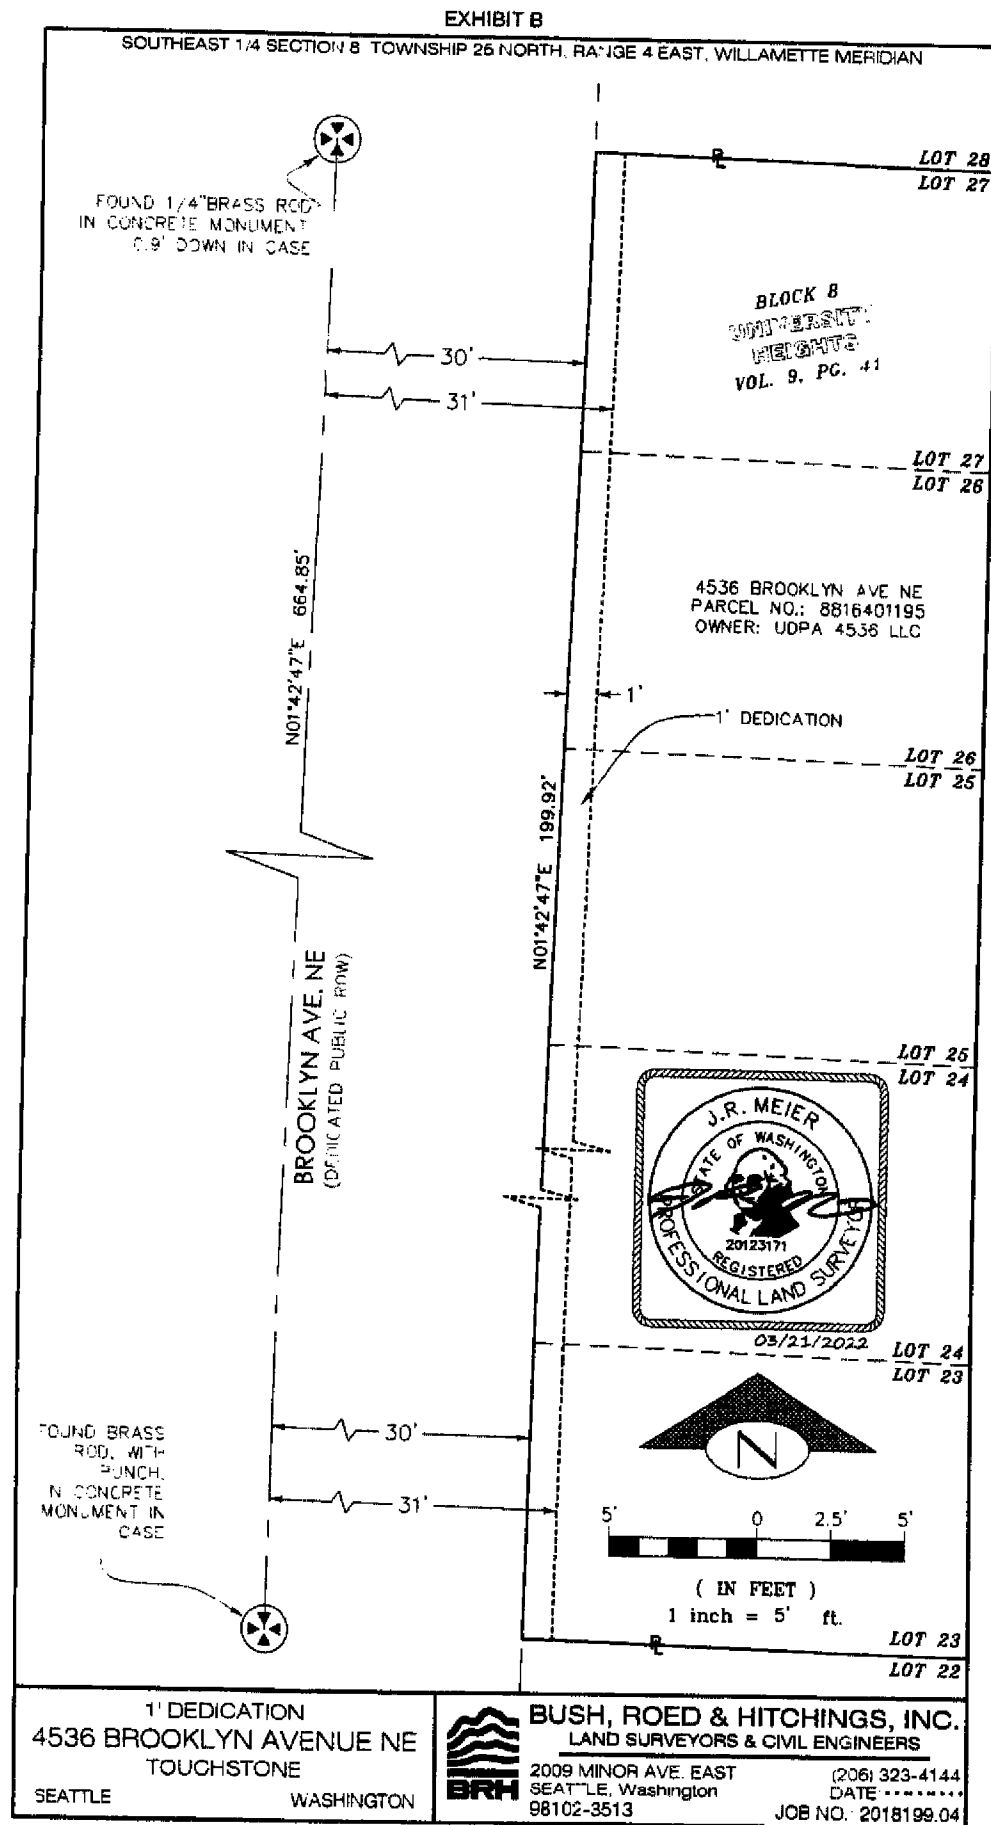 EXHIBIT B
SOUTHEAST 1/4 SECTION 8 TOWNSHIP 25 NORTH, RANGE 4 EAST, WILLAMETTE MERIDIAN
FOUND 1/4" BRASS ROD
IN CONCRETE MONUMENT
0.9' DOWN IN CASE
PL
LOT 28
LOT 27
BLOCK 8
UNIVERSITY
HEIGHTS
VOL. 9, PG. 41
30'
31'
LOT 27
LOT 26
N01°42'47"E 664.85'
4536 BROOKLYN AVE NE
PARCEL NO.: 8816401195
OWNER: UDPA 4536 LLC
1'
1' DEDICATION
LOT 26
LOT 25
N01°42'47"E 199.92'
BROOKLYN AVE. NE
(DEDICATED PUBLIC ROW)
LOT 25
LOT 24
J.R. MEIER
STATE OF WASHINGTON
20123171
REGISTERED
PROFESSIONAL LAND SURVEYOR
03/21/2022
LOT 24
LOT 23
FOUND BRASS
ROD, WITH
PUNCH,
IN CONCRETE
MONUMENT IN
CASE
30'
31'
N
5' 0 2.5' 5'
( IN FEET )
1 inch = 5' ft.
PL
LOT 23
LOT 22
1' DEDICATION
4536 BROOKLYN AVENUE NE
TOUCHSTONE
SEATTLE WASHINGTON
BRH
BUSH, ROED & HITCHINGS, INC.
LAND SURVEYORS & CIVIL ENGINEERS
2009 MINOR AVE. EAST
SEATTLE, Washington
98102-3513
(206) 323-4144
DATE
JOB NO.: 2018199.04